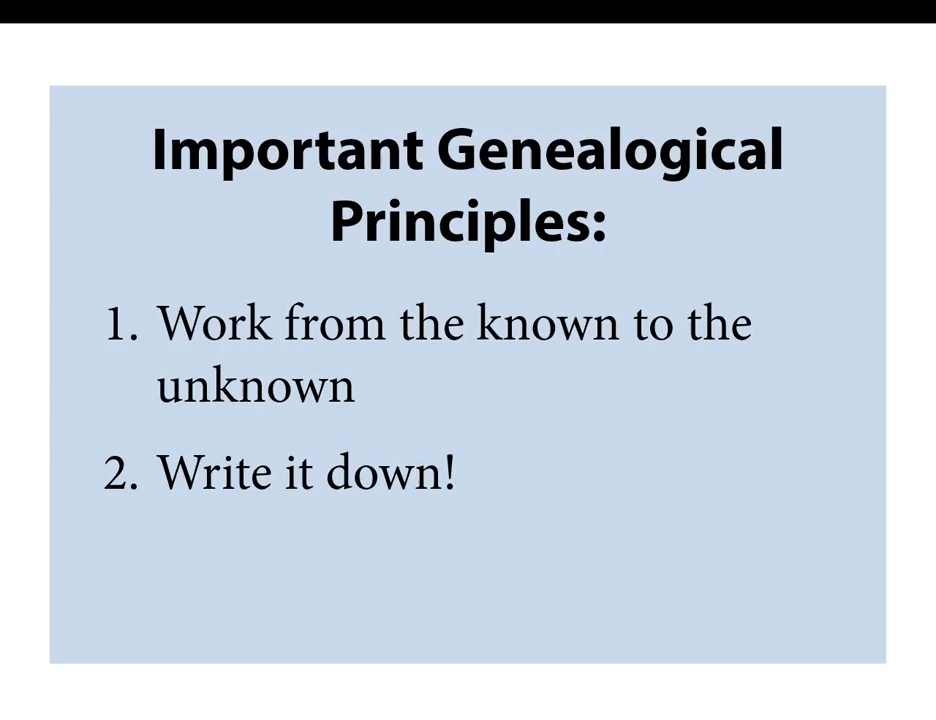 Important Genealogical
Principles:
1. Work from the known to the
unknown
2. Write it down!